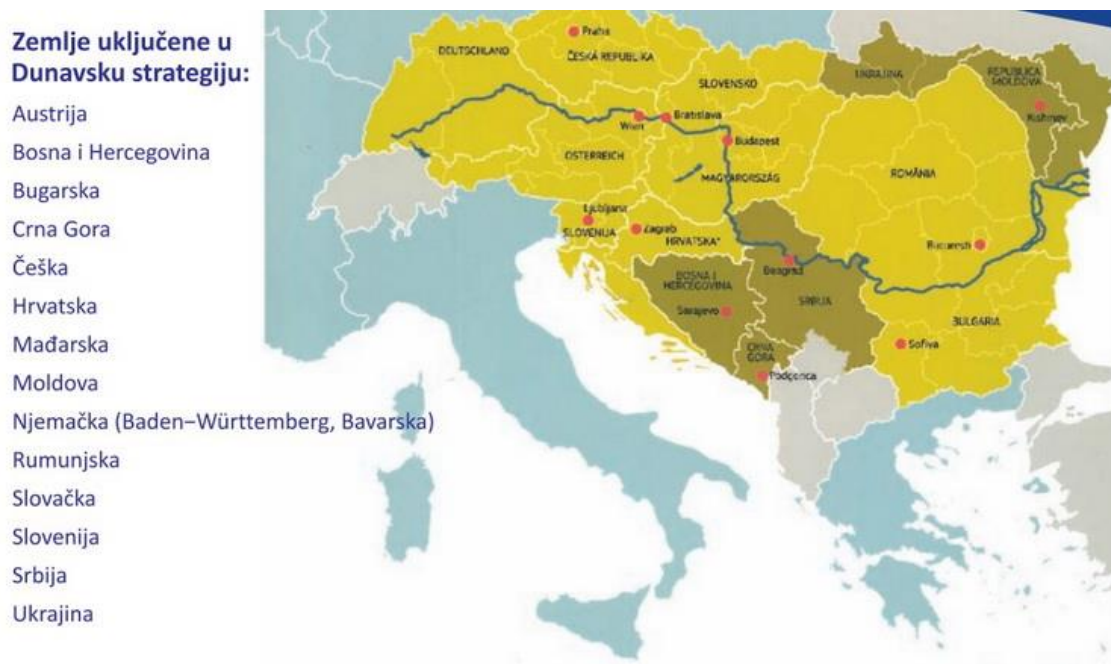 Zemlje uključene u
Dunavsku strategiju:
Austrija
Bosna i Hercegovina
Bugarska
Crna Gora
Češka
Hrvatska
Mađarska
Moldova
Njemačka (Baden–Württemberg, Bavarska)
Rumunjska
Slovačka
Slovenija
Srbija
Ukrajina
Praha
DEUTSCHLAND
ČESKÁ REPUBLIKA
SLOVENSKO
UKRAJINA
REPUBLICA
MOLDOVA
Kishinev
Wien
Bratislava
Budapest
ÖSTERREICH
MAGYARORSZÁG
ROMÂNIA
Ljubljana
SLOVENIJA
Zagreb
HRVATSKA*
Bucuresti
Beograd
BOSNA I
HERCEGOVINA
Sarajevo
SRBIJA
BULGARIA
Sofiya
CRNA
GORA
Podgorica